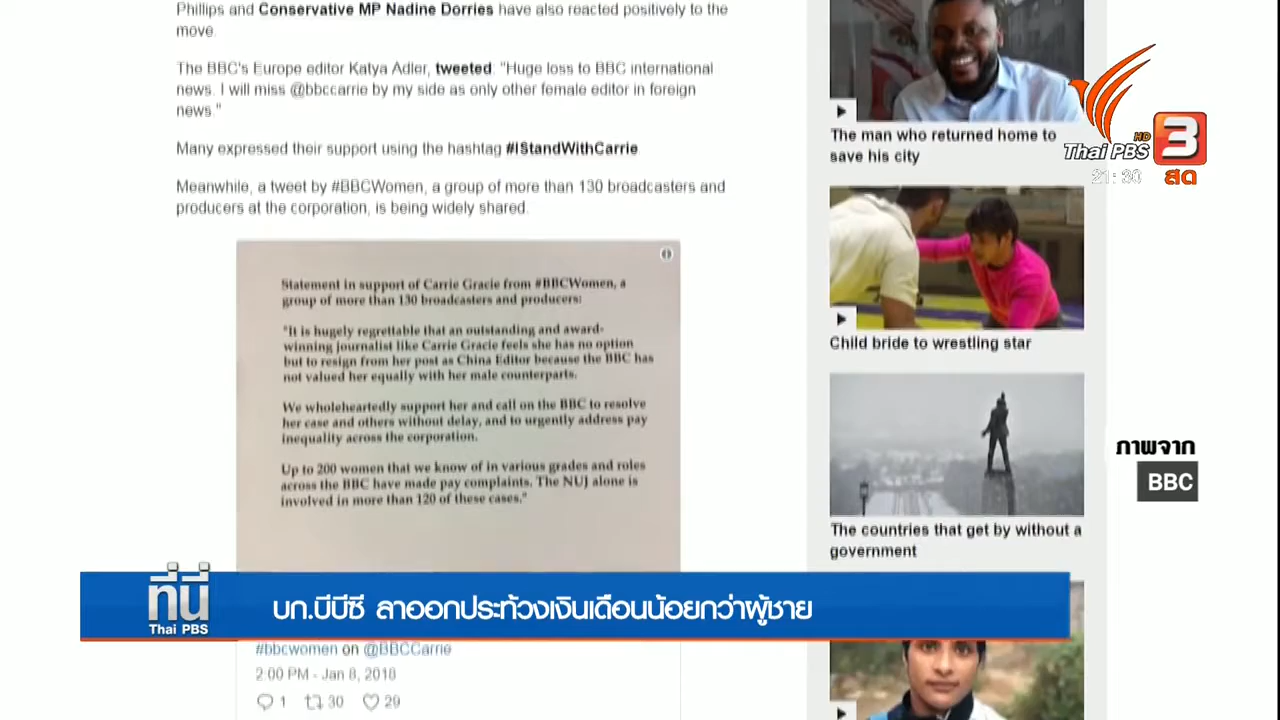 Phillips and Conservative MP Nadine Dorries have also reacted positively to the
move.
The BBC's Europe editor Katya Adler, tweeted: "Huge loss to BBC international
news. I will miss @bbccarrie by my side as only other female editor in foreign
news."
Many expressed their support using the hashtag #IStandWithCarrie.
Meanwhile, a tweet by #BBCWomen, a group of more than 130 broadcasters and
producers at the corporation, is being widely shared.
Statement in support of Carrie Gracie from #BBCWomen, a
group of more than 130 broadcasters and producers:
"It is hugely regrettable that an outstanding and award-
winning journalist like Carrie Gracie feels she has no option
but to resign from her post as China Editor because the BBC has
not valued her equally with her male counterparts.
We wholeheartedly support her and call on the BBC to resolve
her case and others without delay, and to urgently address pay
inequality across the corporation.
Up to 200 women that we know of in various grades and roles
across the BBC have made pay complaints. The NUJ alone is
involved in more than 120 of these cases."
#bbcwomen on @BBCCarrie
2:00 PM - Jan 8, 2018
1 30 29
The man who returned home to
save his city
Child bride to wrestling star
The countries that get by without a
government
HD
Thai PBS 3
21:30 สด
ภาพจาก
BBC
ที่นี่
Thai PBS
บก.บีบีซี ลาออกประท้วงเงินเดือนน้อยกว่าผู้ชาย